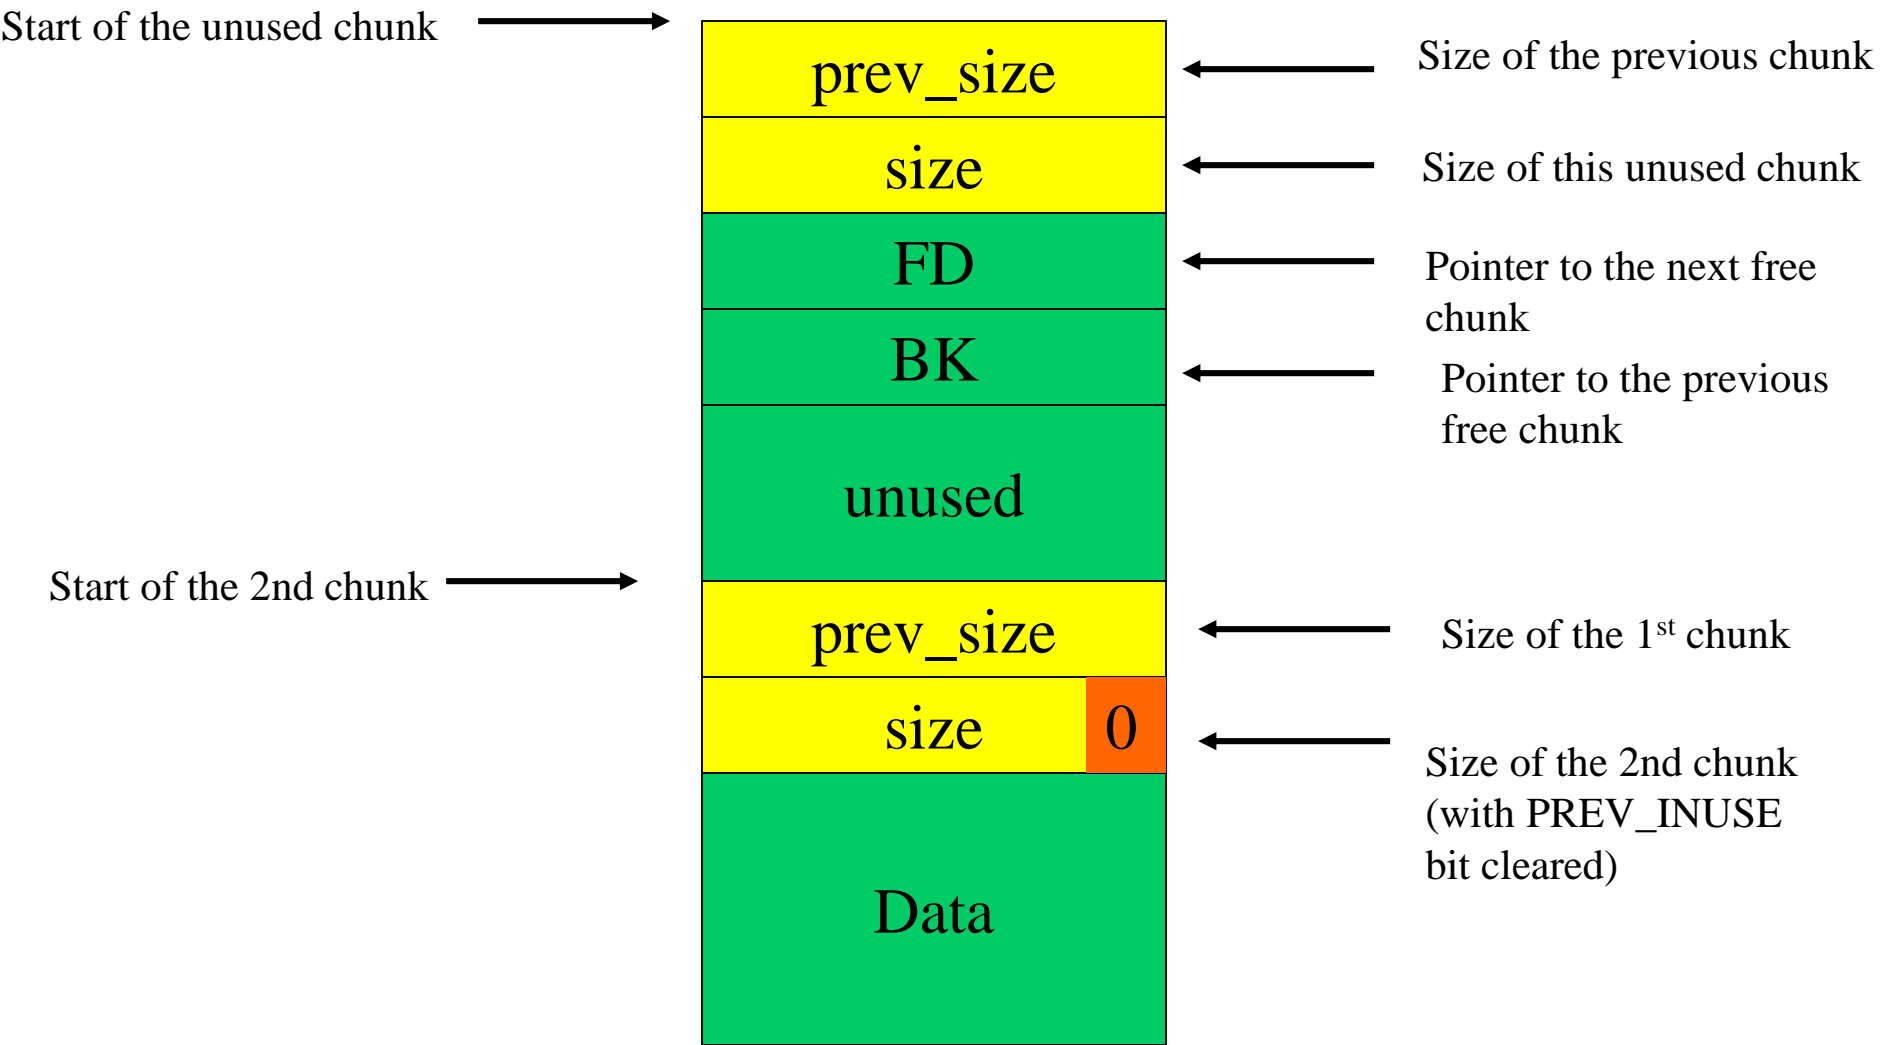 Start of the unused chunk
prev_size
Size of the previous chunk
size
Size of this unused chunk
FD
Pointer to the next free
chunk
BK
Pointer to the previous
free chunk
unused
Start of the 2nd chunk
prev_size
Size of the 1st chunk
size 0
Size of the 2nd chunk
(with PREV_INUSE
bit cleared)
Data